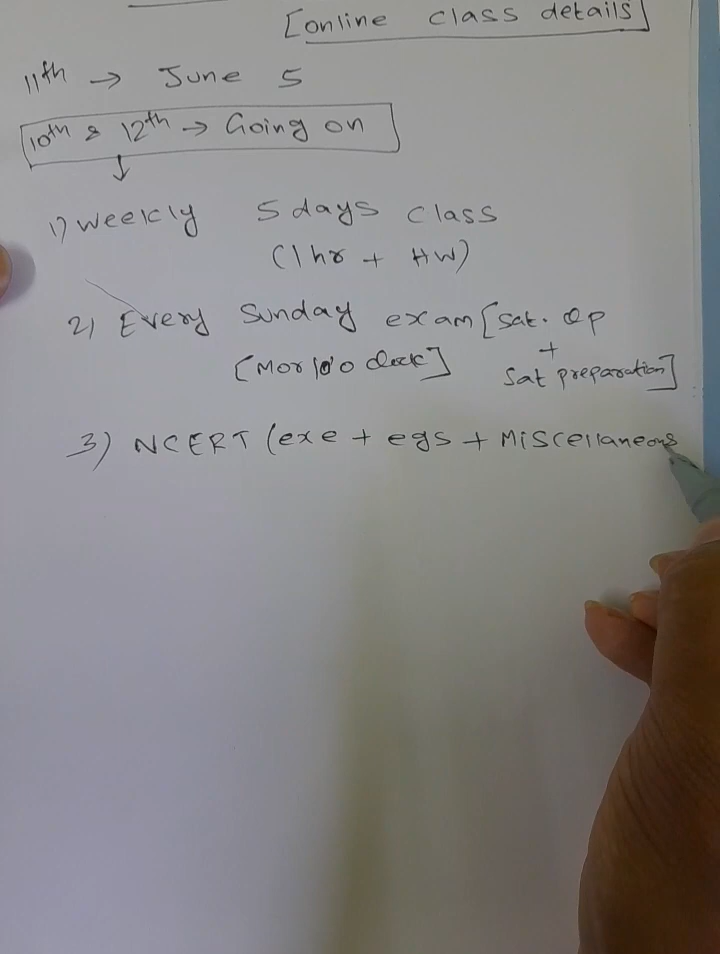 [online class details]
11th → June 5
10th & 12th → Going on
1) Weekly 5 days class
(1 hr + HW)
2) Every Sunday exam [Sat. QP
+
[Mor 10'o clock] Sat preparation]
3) NCERT (exe + egs + Miscellaneous